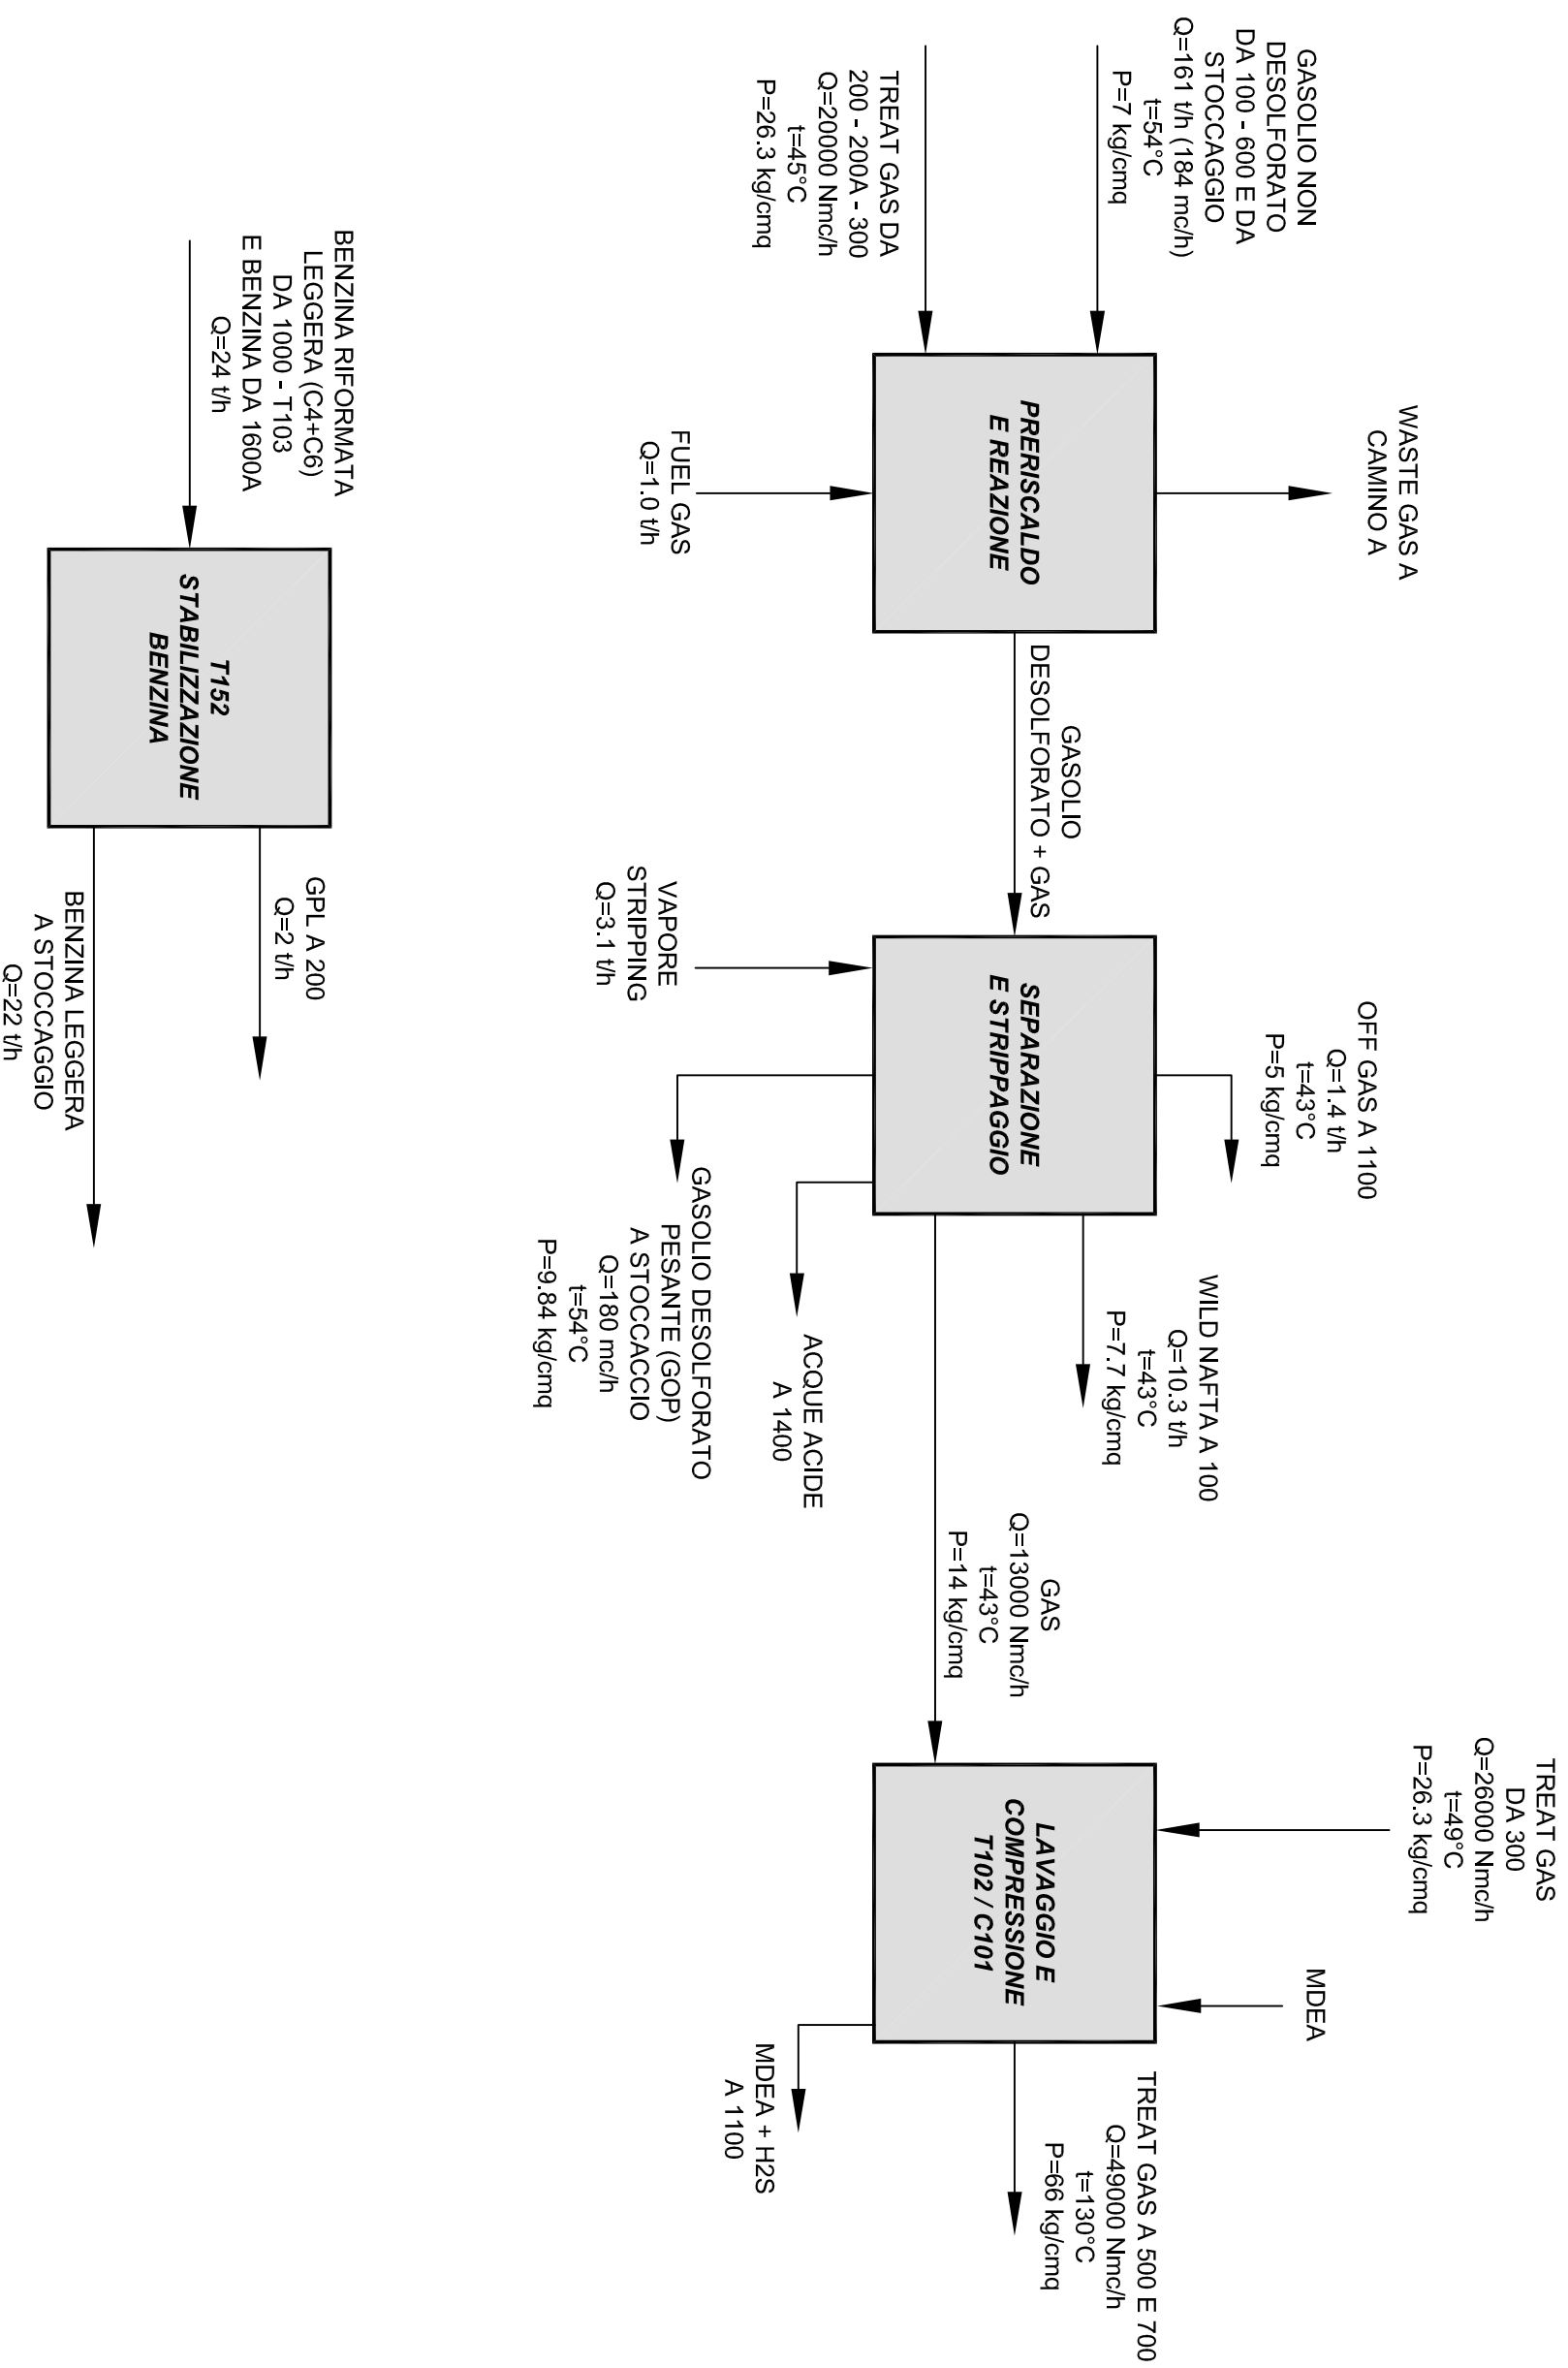 GASOLIO NON
DESOLFORATO
DA 100 - 600 E DA
STOCCAGGIO
Q=161 t/h (184 mc/h)
t=54°C
P=7 kg/cmq
TREAT GAS DA
200 - 200A - 300
Q=20000 Nmc/h
t=45°C
P=26.3 kg/cmq
WASTE GAS A
CAMINO A
PRERISCALDO
E REAZIONE
FUEL GAS
Q=1.0 t/h
GASOLIO
DESOLFORATO + GAS
OFF GAS A 1100
Q=1.4 t/h
t=43°C
P=5 kg/cmq
SEPARAZIONE
E STRIPPAGGIO
VAPORE
STRIPPING
Q=3.1 t/h
WILD NAFTA A 100
Q=10.3 t/h
t=43°C
P=7.7 kg/cmq
ACQUE ACIDE
A 1400
GASOLIO DESOLFORATO
PESANTE (GOP)
A STOCCACCIO
Q=180 mc/h
t=54°C
P=9.84 kg/cmq
GAS
Q=13000 Nmc/h
t=43°C
P=14 kg/cmq
TREAT GAS
DA 300
Q=26000 Nmc/h
t=49°C
P=26.3 kg/cmq
MDEA
LAVAGGIO E
COMPRESSIONE
T102 / C101
TREAT GAS A 500 E 700
Q=49000 Nmc/h
t=130°C
P=66 kg/cmq
MDEA + H2S
A 1100
BENZINA RIFORMATA
LEGGERA (C4+C6)
DA 1000 - T103
E BENZINA DA 1600A
Q=24 t/h
T152
STABILIZZAZIONE
BENZINA
GPL A 200
Q=2 t/h
BENZINA LEGGERA
A STOCCAGGIO
Q=22 t/h